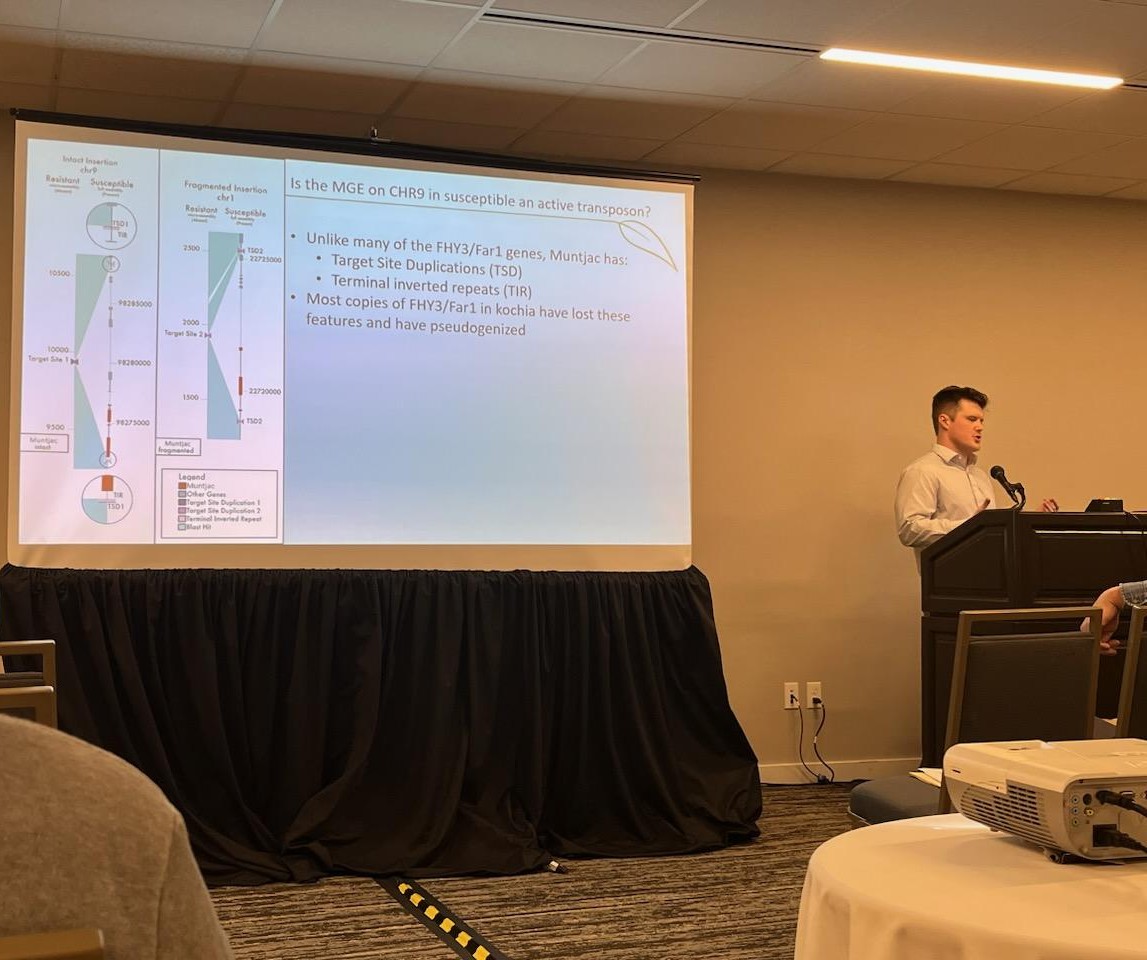 Intact Insertion
chr9
Resistant
Susceptible
TSD1
TIR
10500
98285000
10000
Target Site 1
98280000
9500
98275000
Muntjac
intact
TIR
TSD1
Fragmented Insertion
chr1
Resistant
Susceptible
2500
TSD2
22725000
2000
Target Site 2
22720000
1500
TSD2
Muntjac
fragmented
Legend
Muntjac
Other Genes
Target Site Duplication 1
Target Site Duplication 2
Terminal Inverted Repeat
Blast Hit
Is the MGE on CHR9 in susceptible an active transposon?
• Unlike many of the FHY3/Far1 genes, Muntjac has:
• Target Site Duplications (TSD)
• Terminal inverted repeats (TIR)
• Most copies of FHY3/Far1 in kochia have lost these
features and have pseudogenized